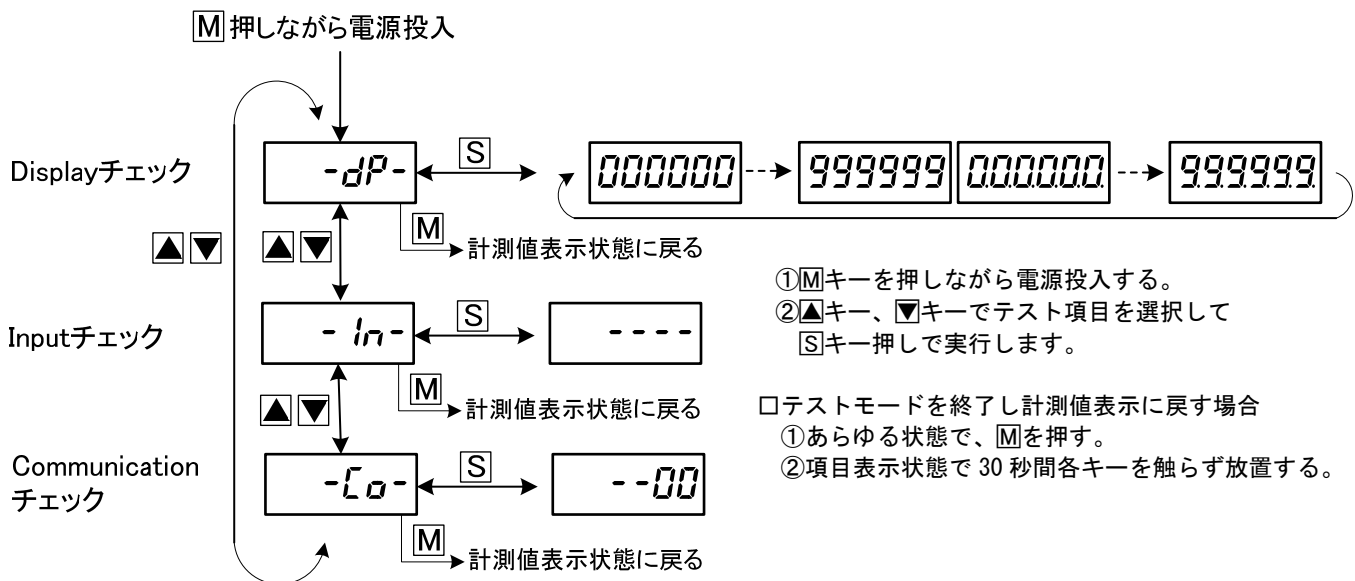 M押しながら電源投入
Displayチェック
-dP-
S
000000
999999
0.0.0.0.0.0.
9.9.9.9.9.9.
M
計測値表示状態に戻る
▲▼
▲▼
①Mキーを押しながら電源投入する。
②▲キー、▼キーでテスト項目を選択して
Sキー押しで実行します。
Inputチェック
-In-
S
----
M
計測値表示状態に戻る
▲▼
□テストモードを終了し計測値表示に戻す場合
①あらゆる状態で、Mを押す。
②項目表示状態で30秒間各キーを触らず放置する。
Communication
チェック
-Co-
S
--00
M
計測値表示状態に戻る